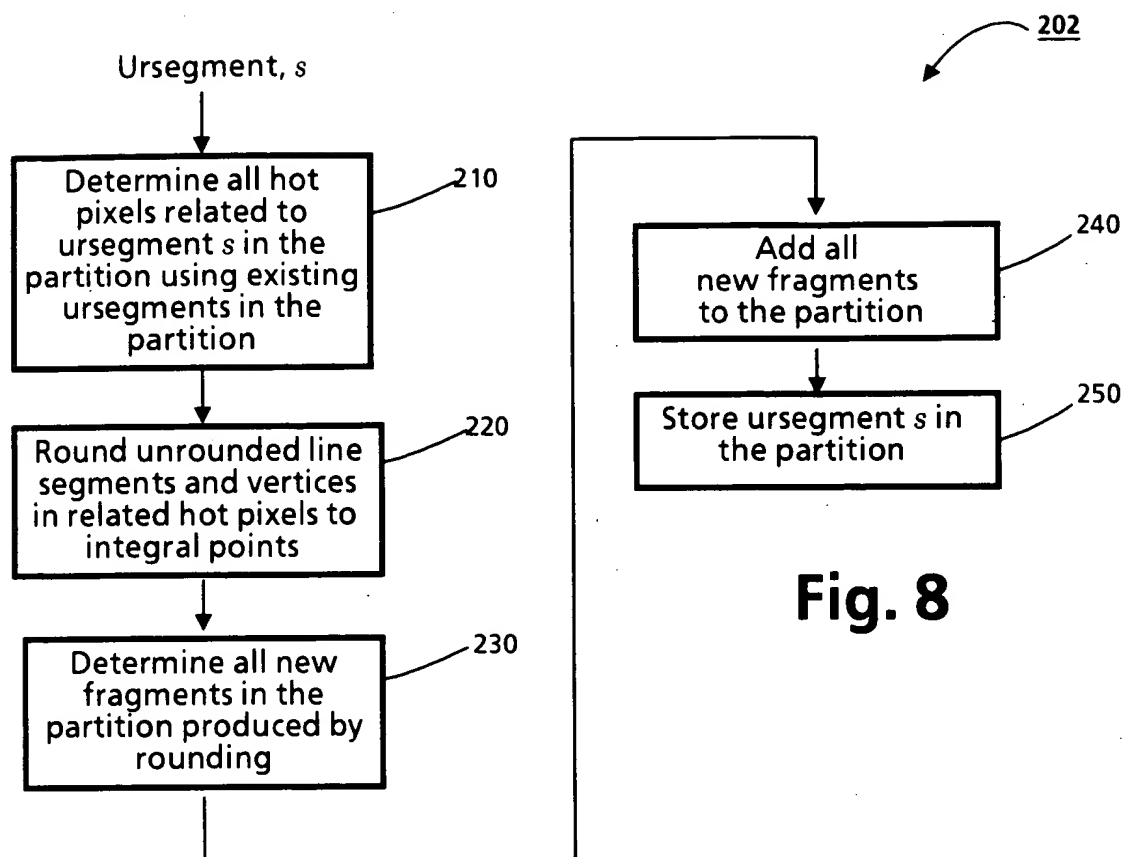 202
Ursegment, s
Determine all hot
pixels related to
ursegment s in the
partition using existing
ursegments in the
partition
210
Round unrounded line
segments and vertices
in related hot pixels to
integral points
220
Determine all new
fragments in the
partition produced by
rounding
230
Add all
new fragments
to the partition
240
Store ursegment s in
the partition
250
Fig. 8